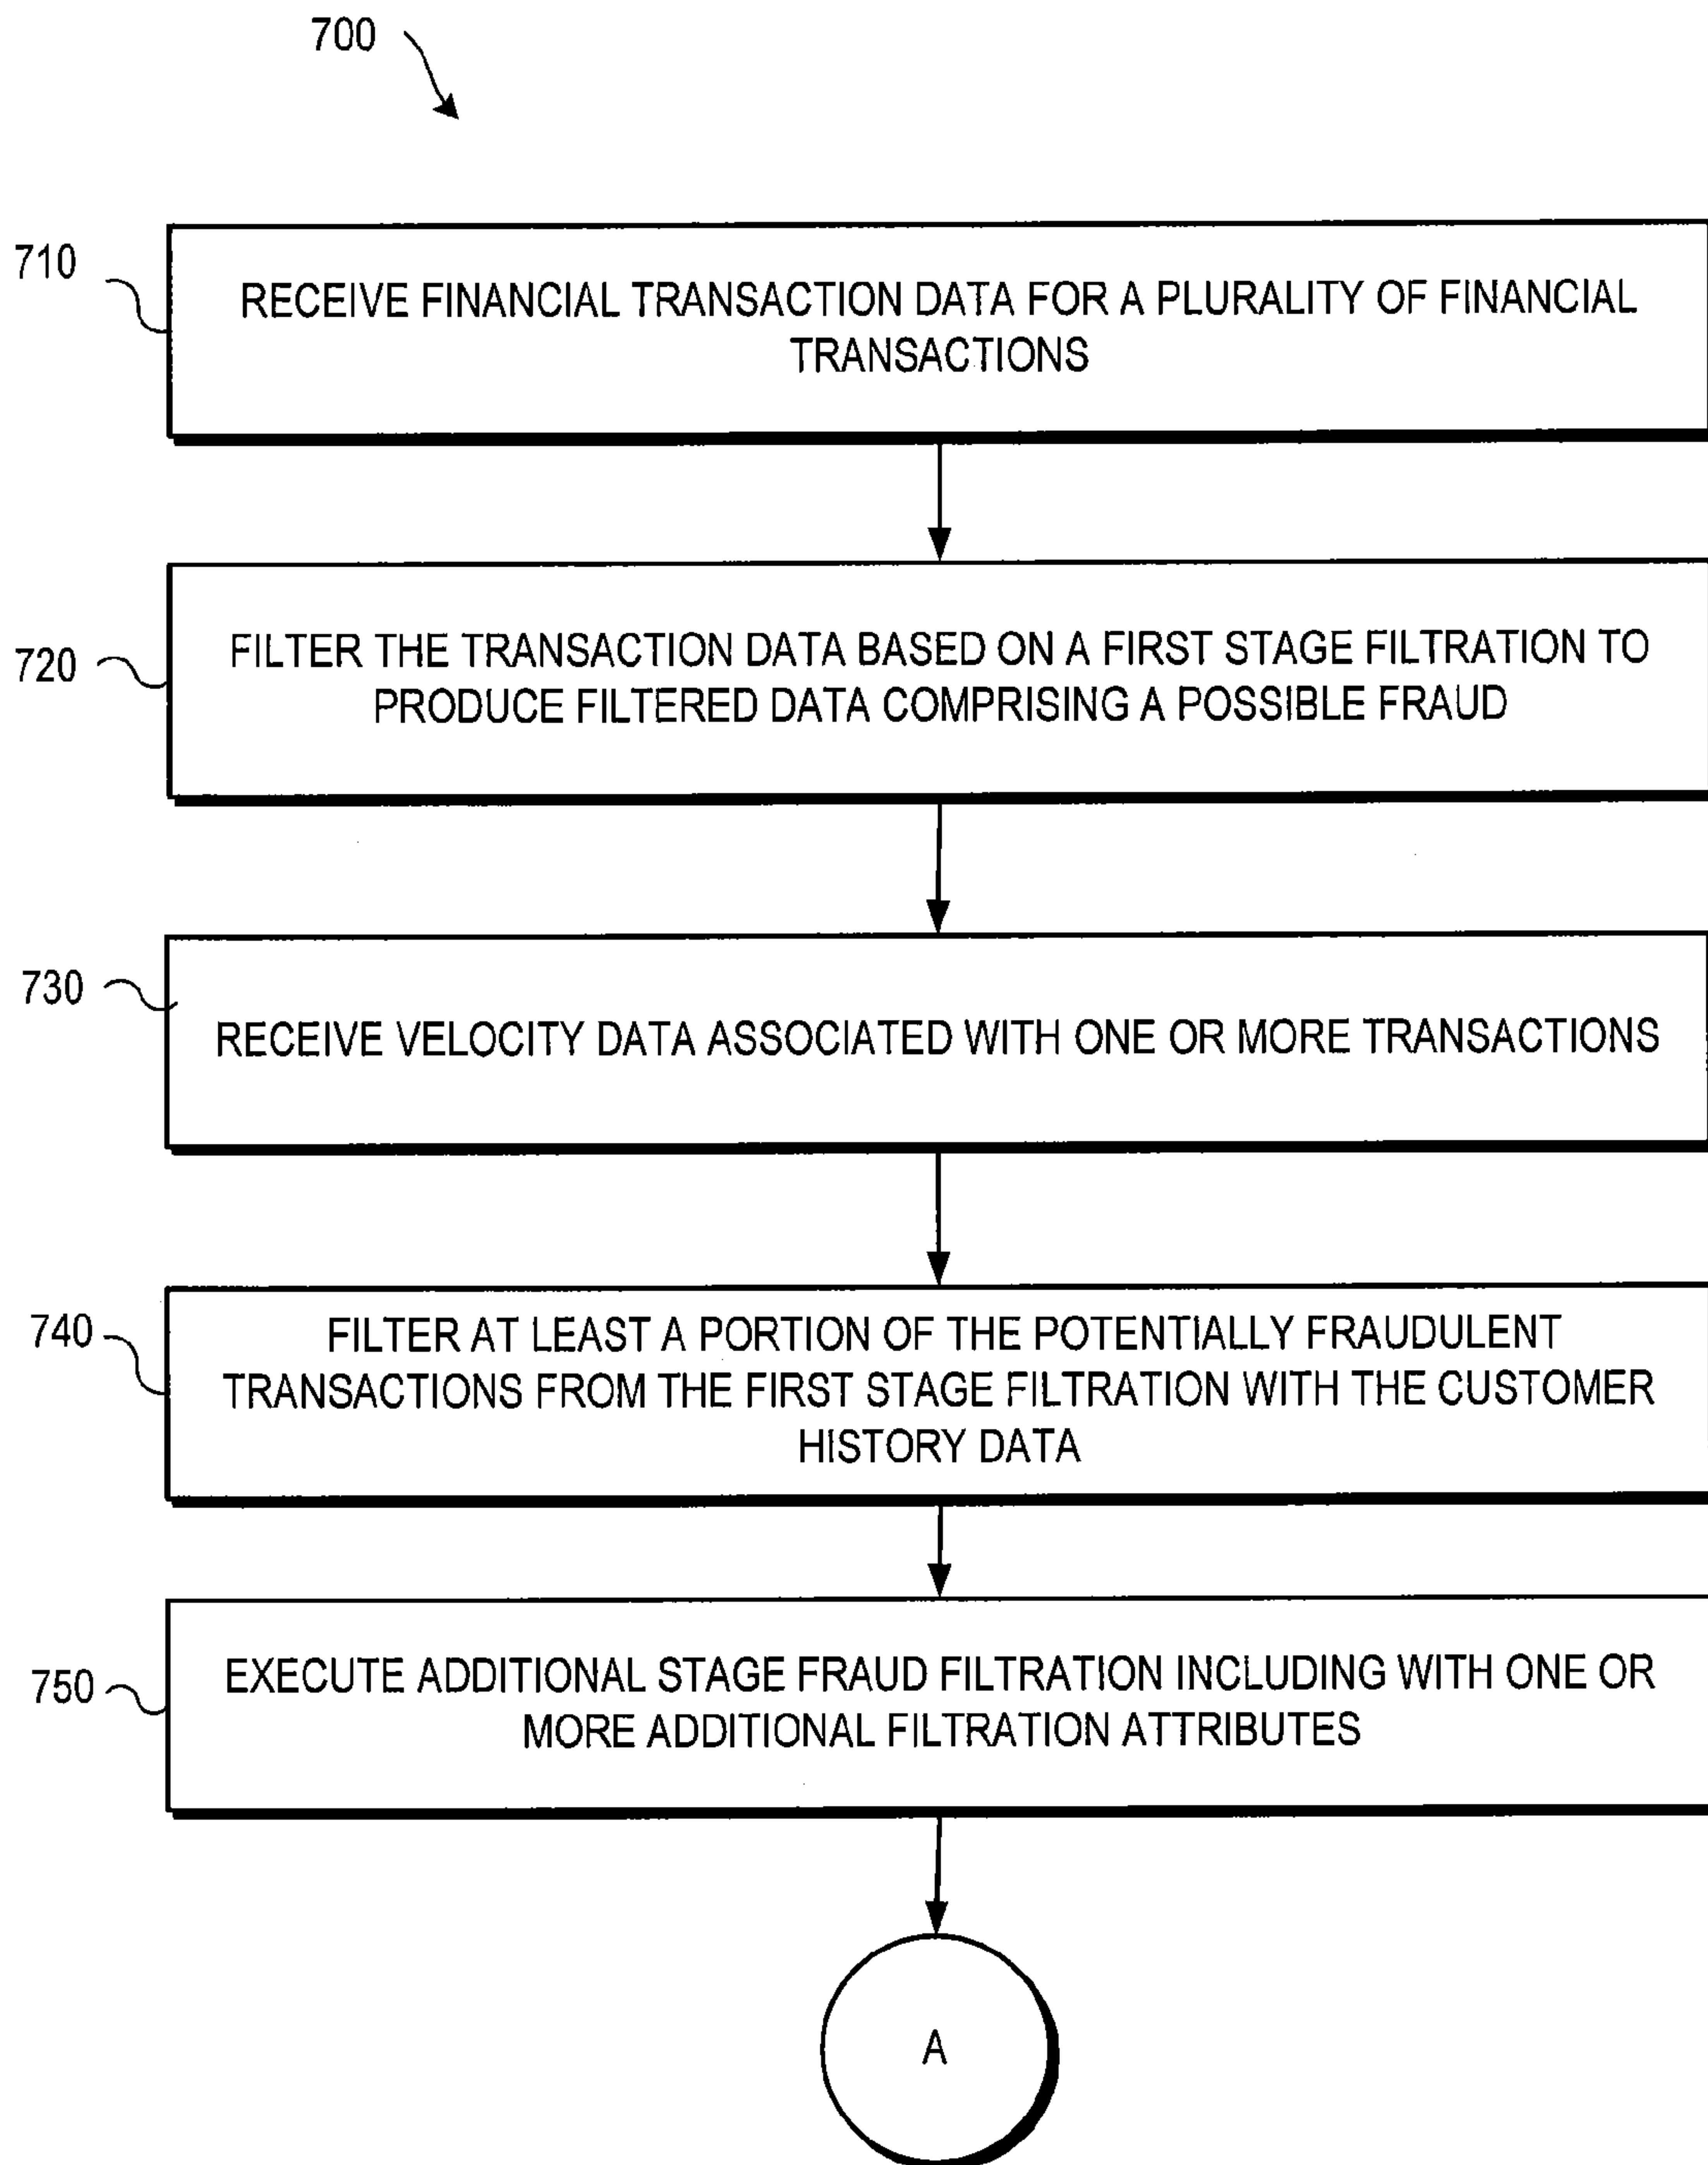 700
710
RECEIVE FINANCIAL TRANSACTION DATA FOR A PLURALITY OF FINANCIAL
TRANSACTIONS
720
FILTER THE TRANSACTION DATA BASED ON A FIRST STAGE FILTRATION TO
PRODUCE FILTERED DATA COMPRISING A POSSIBLE FRAUD
730
RECEIVE VELOCITY DATA ASSOCIATED WITH ONE OR MORE TRANSACTIONS
740
FILTER AT LEAST A PORTION OF THE POTENTIALLY FRAUDULENT
TRANSACTIONS FROM THE FIRST STAGE FILTRATION WITH THE CUSTOMER
HISTORY DATA
750
EXECUTE ADDITIONAL STAGE FRAUD FILTRATION INCLUDING WITH ONE OR
MORE ADDITIONAL FILTRATION ATTRIBUTES
A